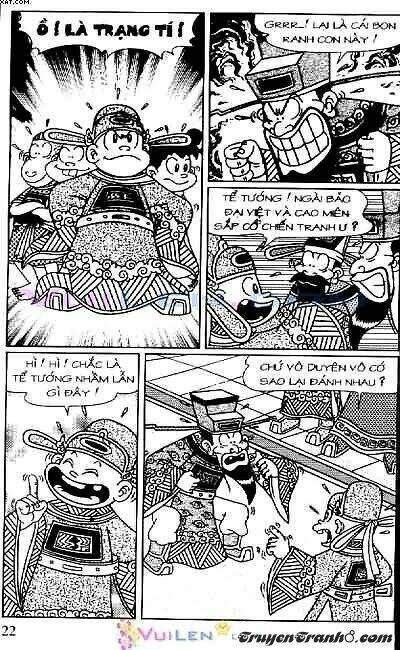 XAT.COM
Ồ! LÀ TRẠNG TÍ!
GRRR...! LẠI LÀ CÁI BỌN
RANH CON NÀY!
TỂ TƯỚNG! NGÀI BẢO
ĐẠI VIỆT VÀ CAO MIÊN
SẮP CÓ CHIẾN TRANH Ư?
HÌ! HÌ! CHẮC LÀ
TỂ TƯỚNG NHẦM LẪN
GÌ ĐÂY!
CHỨ VÔ DUYÊN VÔ CỚ
SAO LẠI ĐÁNH NHAU?
22
VUILEN
TruyenTranh8.com